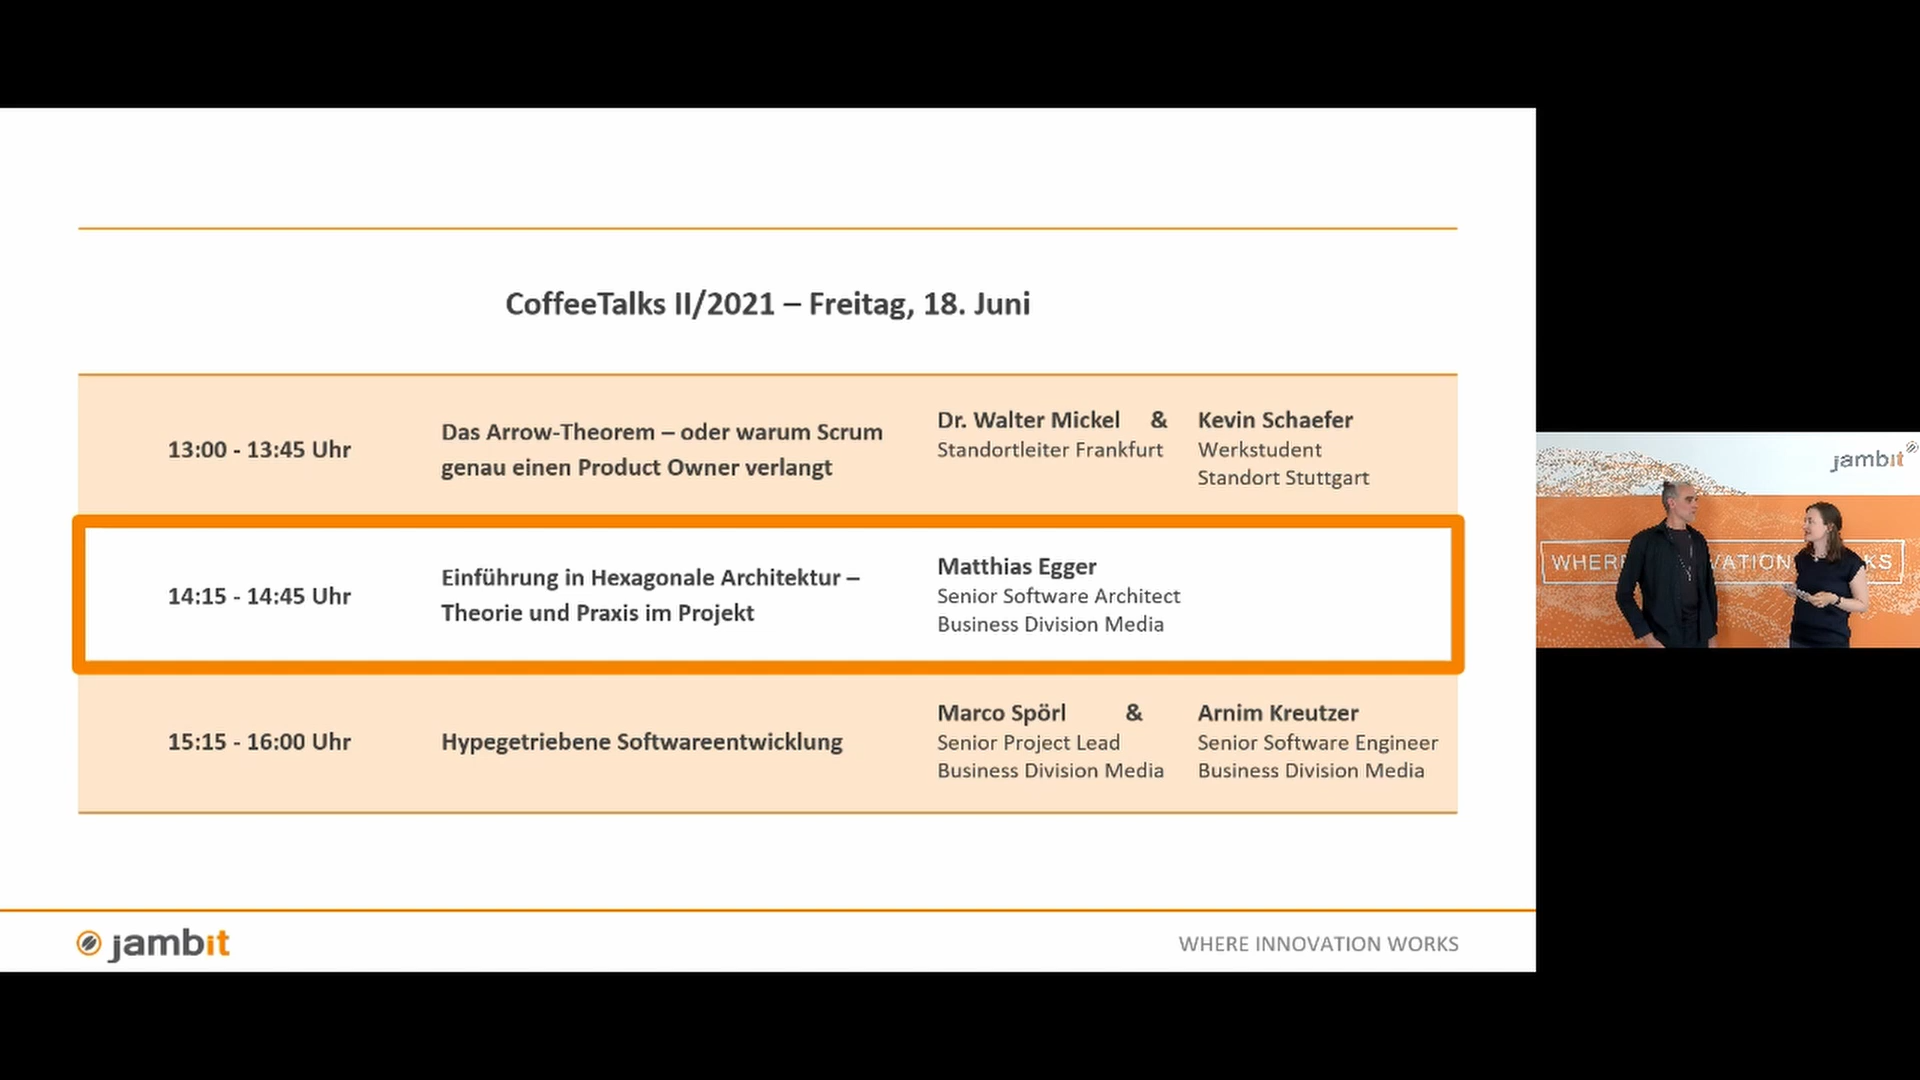 CoffeeTalks II/2021 – Freitag, 18. Juni
13:00 - 13:45 Uhr
Das Arrow-Theorem – oder warum Scrum
genau einen Product Owner verlangt
Dr. Walter Mickel &
Standortleiter Frankfurt
Kevin Schaefer
Werkstudent
Standort Stuttgart
14:15 - 14:45 Uhr
Einführung in Hexagonale Architektur –
Theorie und Praxis im Projekt
Matthias Egger
Senior Software Architect
Business Division Media
15:15 - 16:00 Uhr
Hypegetriebene Softwareentwicklung
Marco Spörl &
Senior Project Lead
Business Division Media
Arnim Kreutzer
Senior Software Engineer
Business Division Media
jambit
WHERE INNOVATION WORKS
jambit